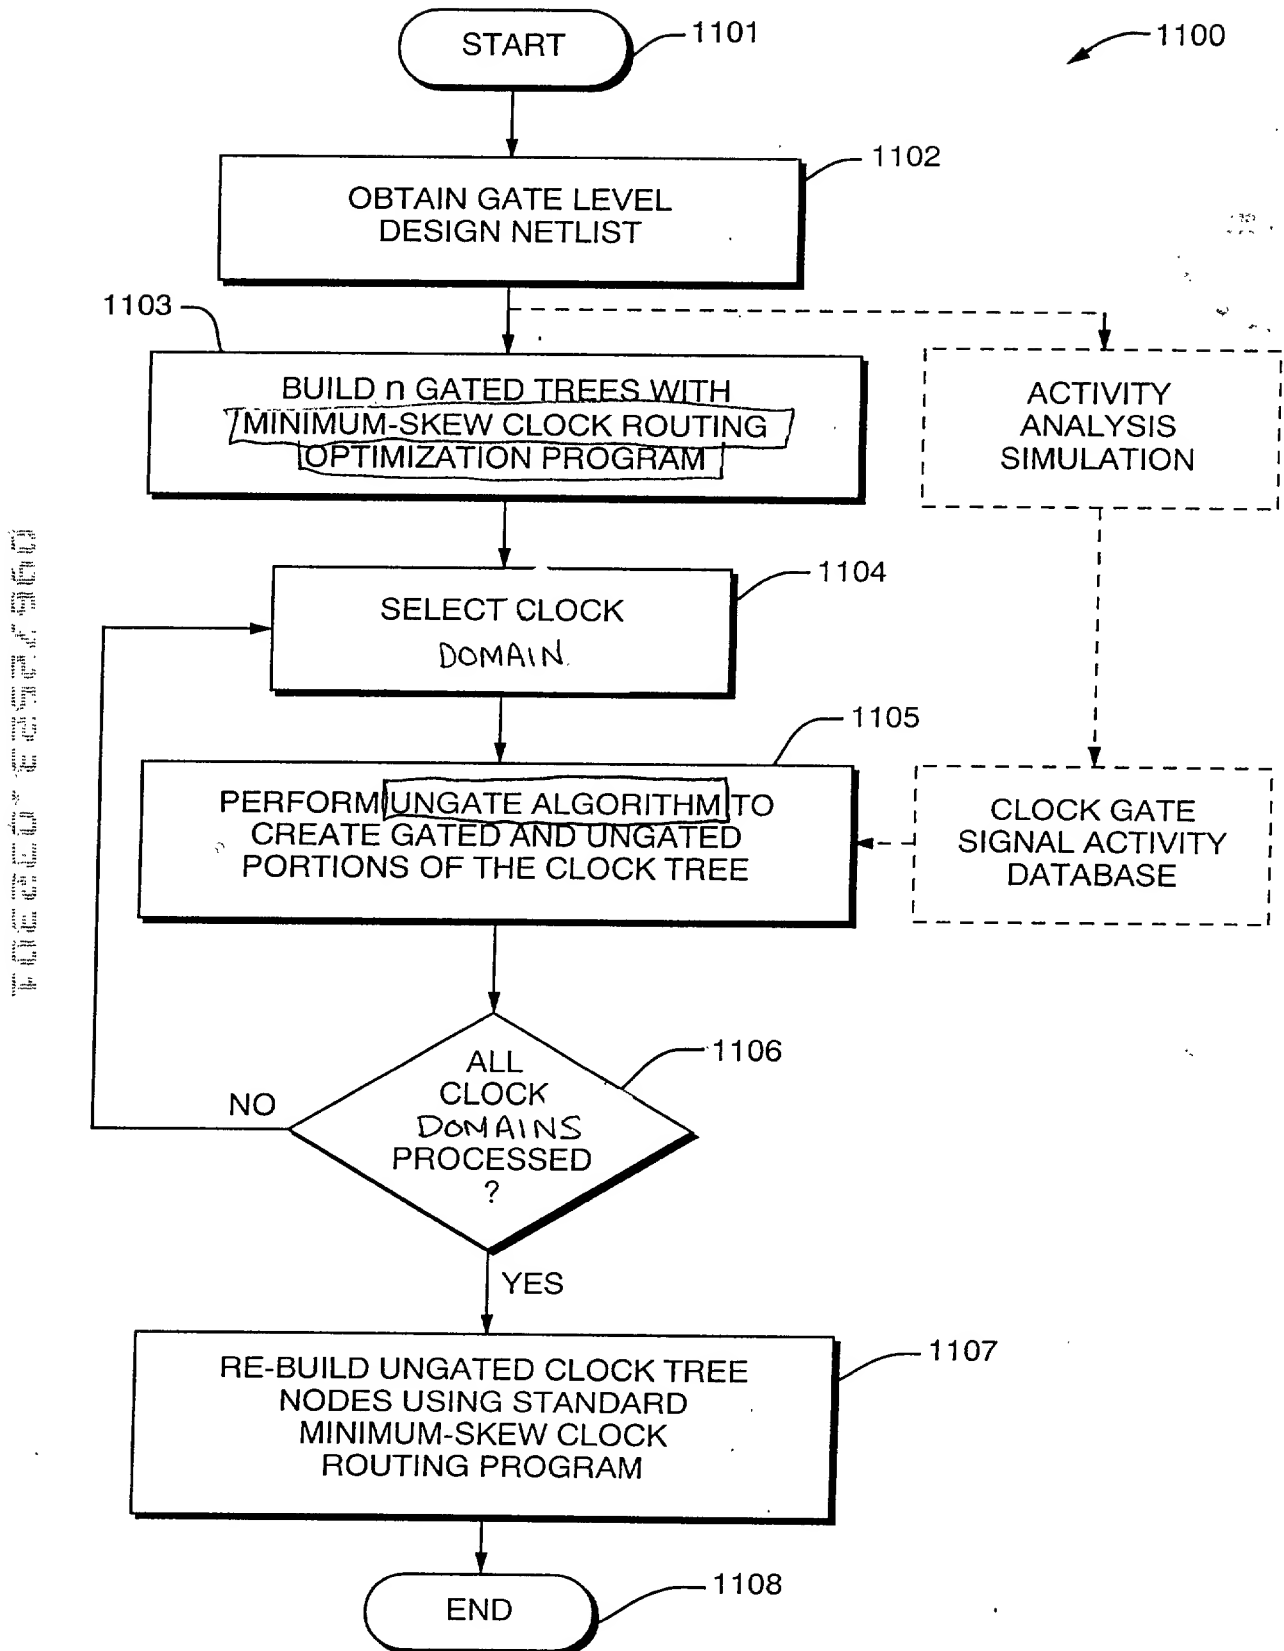 START
1101
1100
1102
OBTAIN GATE LEVEL
DESIGN NETLIST
1103
BUILD n GATED TREES WITH
MINIMUM-SKEW CLOCK ROUTING
OPTIMIZATION PROGRAM
ACTIVITY
ANALYSIS
SIMULATION
1104
SELECT CLOCK
DOMAIN.
1105
PERFORM UNGATE ALGORITHM TO
CREATE GATED AND UNGATED
PORTIONS OF THE CLOCK TREE
CLOCK GATE
SIGNAL ACTIVITY
DATABASE
1106
ALL
CLOCK
DOMAINS
PROCESSED
?
NO
YES
1107
RE-BUILD UNGATED CLOCK TREE
NODES USING STANDARD
MINIMUM-SKEW CLOCK
ROUTING PROGRAM
1108
END